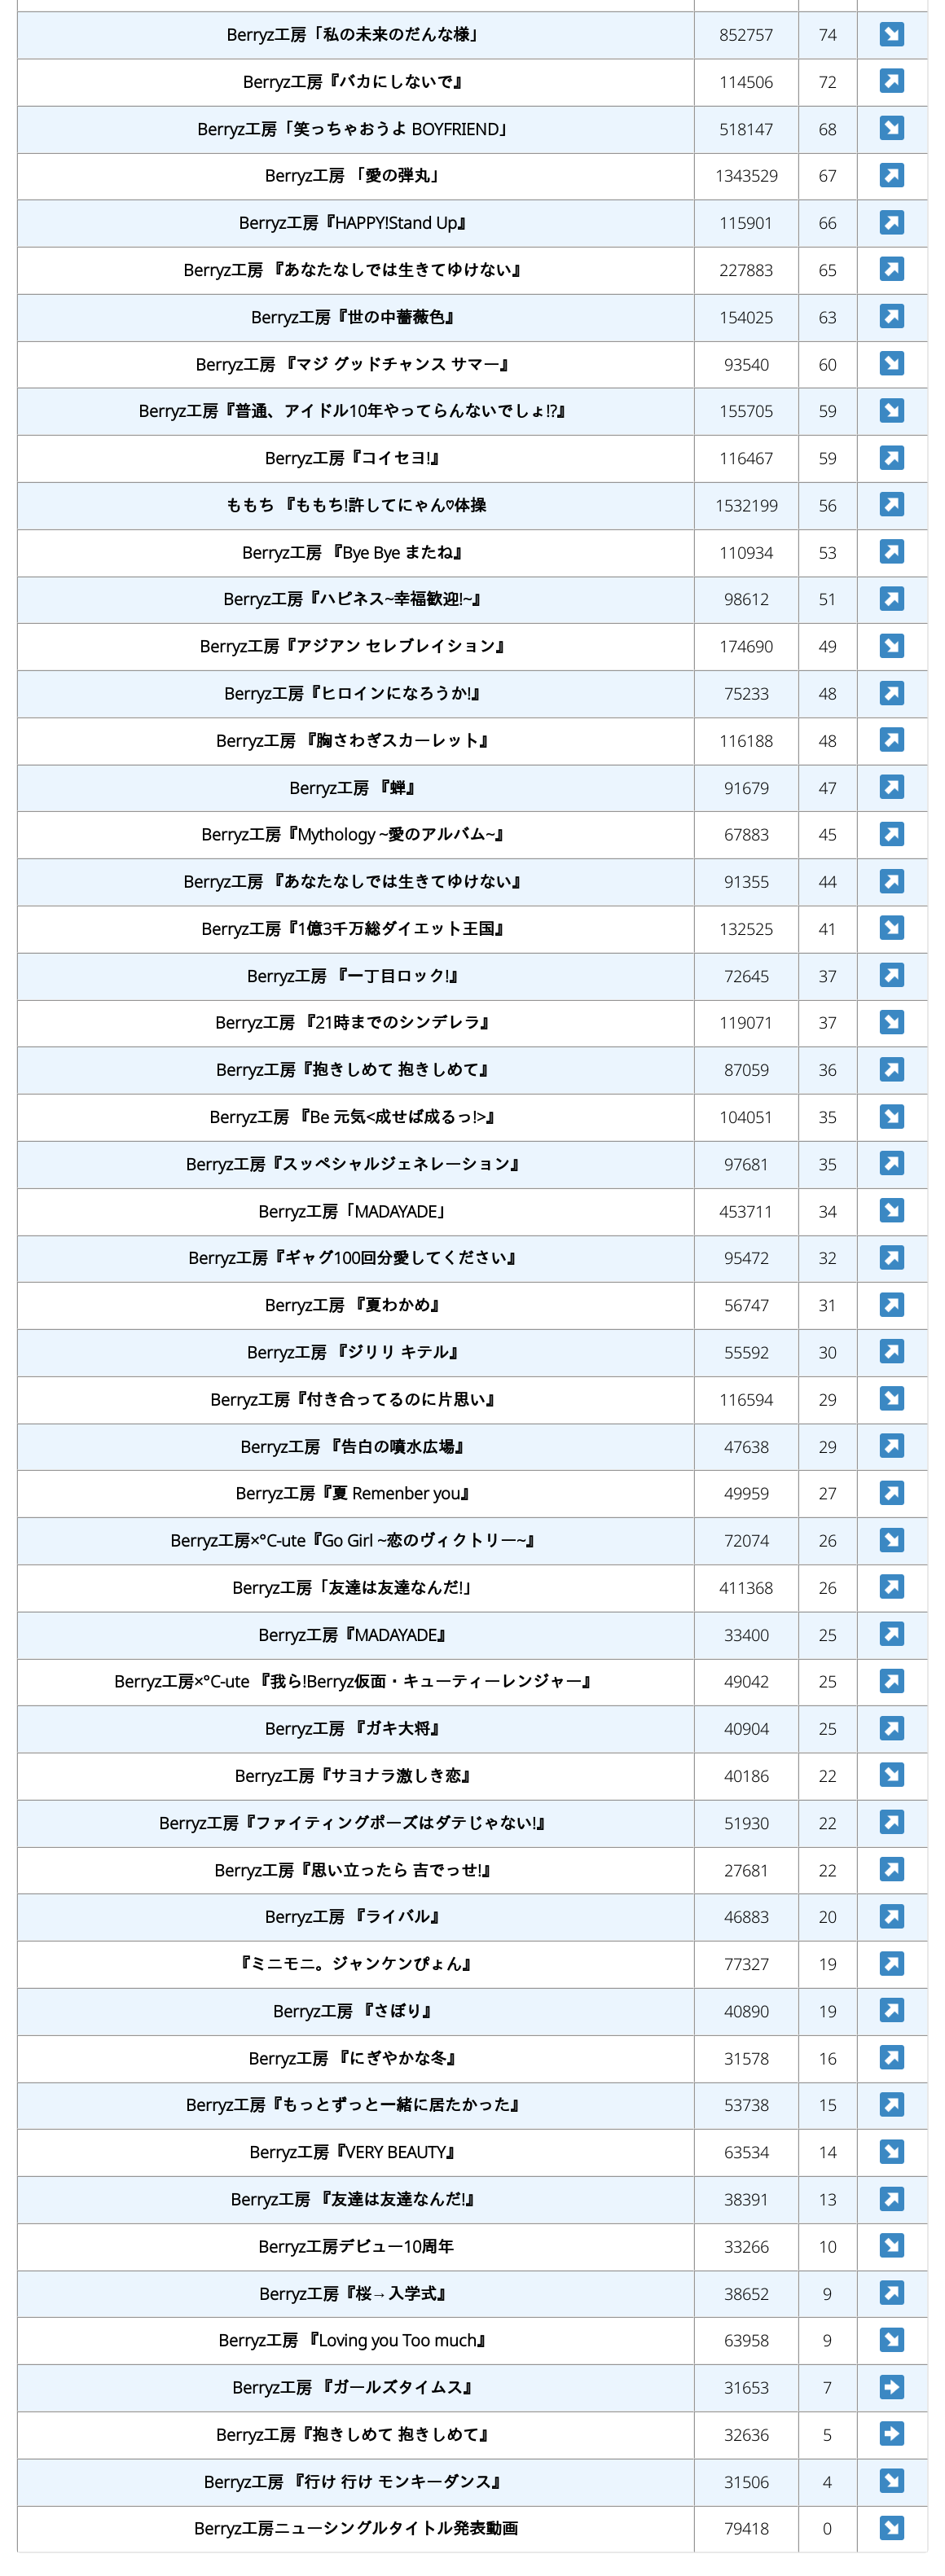 Berryz工房「私の未来のだんな様」 852757 74 ↘
Berryz工房『バカにしないで』 114506 72 ↗
Berryz工房「笑っちゃおうよ BOYFRIEND」 518147 68 ↘
Berryz工房 「愛の弾丸」 1343529 67 ↗
Berryz工房『HAPPY!Stand Up』 115901 66 ↗
Berryz工房 『あなたなしでは生きてゆけない』 227883 65 ↗
Berryz工房『世の中薔薇色』 154025 63 ↗
Berryz工房 『マジ グッドチャンス サマー』 93540 60 ↘
Berryz工房『普通、アイドル10年やってらんないでしょ!?』 155705 59 ↘
Berryz工房『コイセヨ!』 116467 59 ↗
ももち 『ももち!許してにゃん♡体操 1532199 56 ↗
Berryz工房 『Bye Bye またね』 110934 53 ↗
Berryz工房『ハピネス~幸福歓迎!~』 98612 51 ↗
Berryz工房『アジアン セレブレイション』 174690 49 ↘
Berryz工房『ヒロインになろうか!』 75233 48 ↗
Berryz工房 『胸さわぎスカーレット』 116188 48 ↗
Berryz工房 『蝉』 91679 47 ↗
Berryz工房『Mythology ~愛のアルバム~』 67883 45 ↗
Berryz工房 『あなたなしでは生きてゆけない』 91355 44 ↗
Berryz工房『1億3千万総ダイエット王国』 132525 41 ↘
Berryz工房 『一丁目ロック!』 72645 37 ↗
Berryz工房 『21時までのシンデレラ』 119071 37 ↘
Berryz工房『抱きしめて 抱きしめて』 87059 36 ↗
Berryz工房 『Be 元気<成せば成るっ!>』 104051 35 ↘
Berryz工房『スッペシャルジェネレーション』 97681 35 ↗
Berryz工房「MADAYADE」 453711 34 ↘
Berryz工房『ギャグ100回分愛してください』 95472 32 ↗
Berryz工房 『夏わかめ』 56747 31 ↗
Berryz工房 『ジリリ キテル』 55592 30 ↗
Berryz工房『付き合ってるのに片思い』 116594 29 ↘
Berryz工房 『告白の噴水広場』 47638 29 ↗
Berryz工房『夏 Remenber you』 49959 27 ↗
Berryz工房×°C-ute『Go Girl ~恋のヴィクトリー~』 72074 26 ↘
Berryz工房「友達は友達なんだ!」 411368 26 ↗
Berryz工房『MADAYADE』 33400 25 ↗
Berryz工房×°C-ute 『我ら!Berryz仮面・キューティーレンジャー』 49042 25 ↗
Berryz工房 『ガキ大将』 40904 25 ↗
Berryz工房『サヨナラ激しき恋』 40186 22 ↘
Berryz工房『ファイティングポーズはダテじゃない!』 51930 22 ↗
Berryz工房『思い立ったら 吉でっせ!』 27681 22 ↗
Berryz工房 『ライバル』 46883 20 ↗
『ミニモニ。ジャンケンぴょん』 77327 19 ↗
Berryz工房 『さぼり』 40890 19 ↗
Berryz工房 『にぎやかな冬』 31578 16 ↗
Berryz工房『もっとずっと一緒に居たかった』 53738 15 ↗
Berryz工房『VERY BEAUTY』 63534 14 ↘
Berryz工房 『友達は友達なんだ!』 38391 13 ↗
Berryz工房デビュー10周年 33266 10 ↘
Berryz工房『桜→入学式』 38652 9 ↗
Berryz工房 『Loving you Too much』 63958 9 ↘
Berryz工房 『ガールズタイムス』 31653 7 →
Berryz工房『抱きしめて 抱きしめて』 32636 5 →
Berryz工房 『行け 行け モンキーダンス』 31506 4 ↘
Berryz工房ニューシングルタイトル発表動画 79418 0 ↘